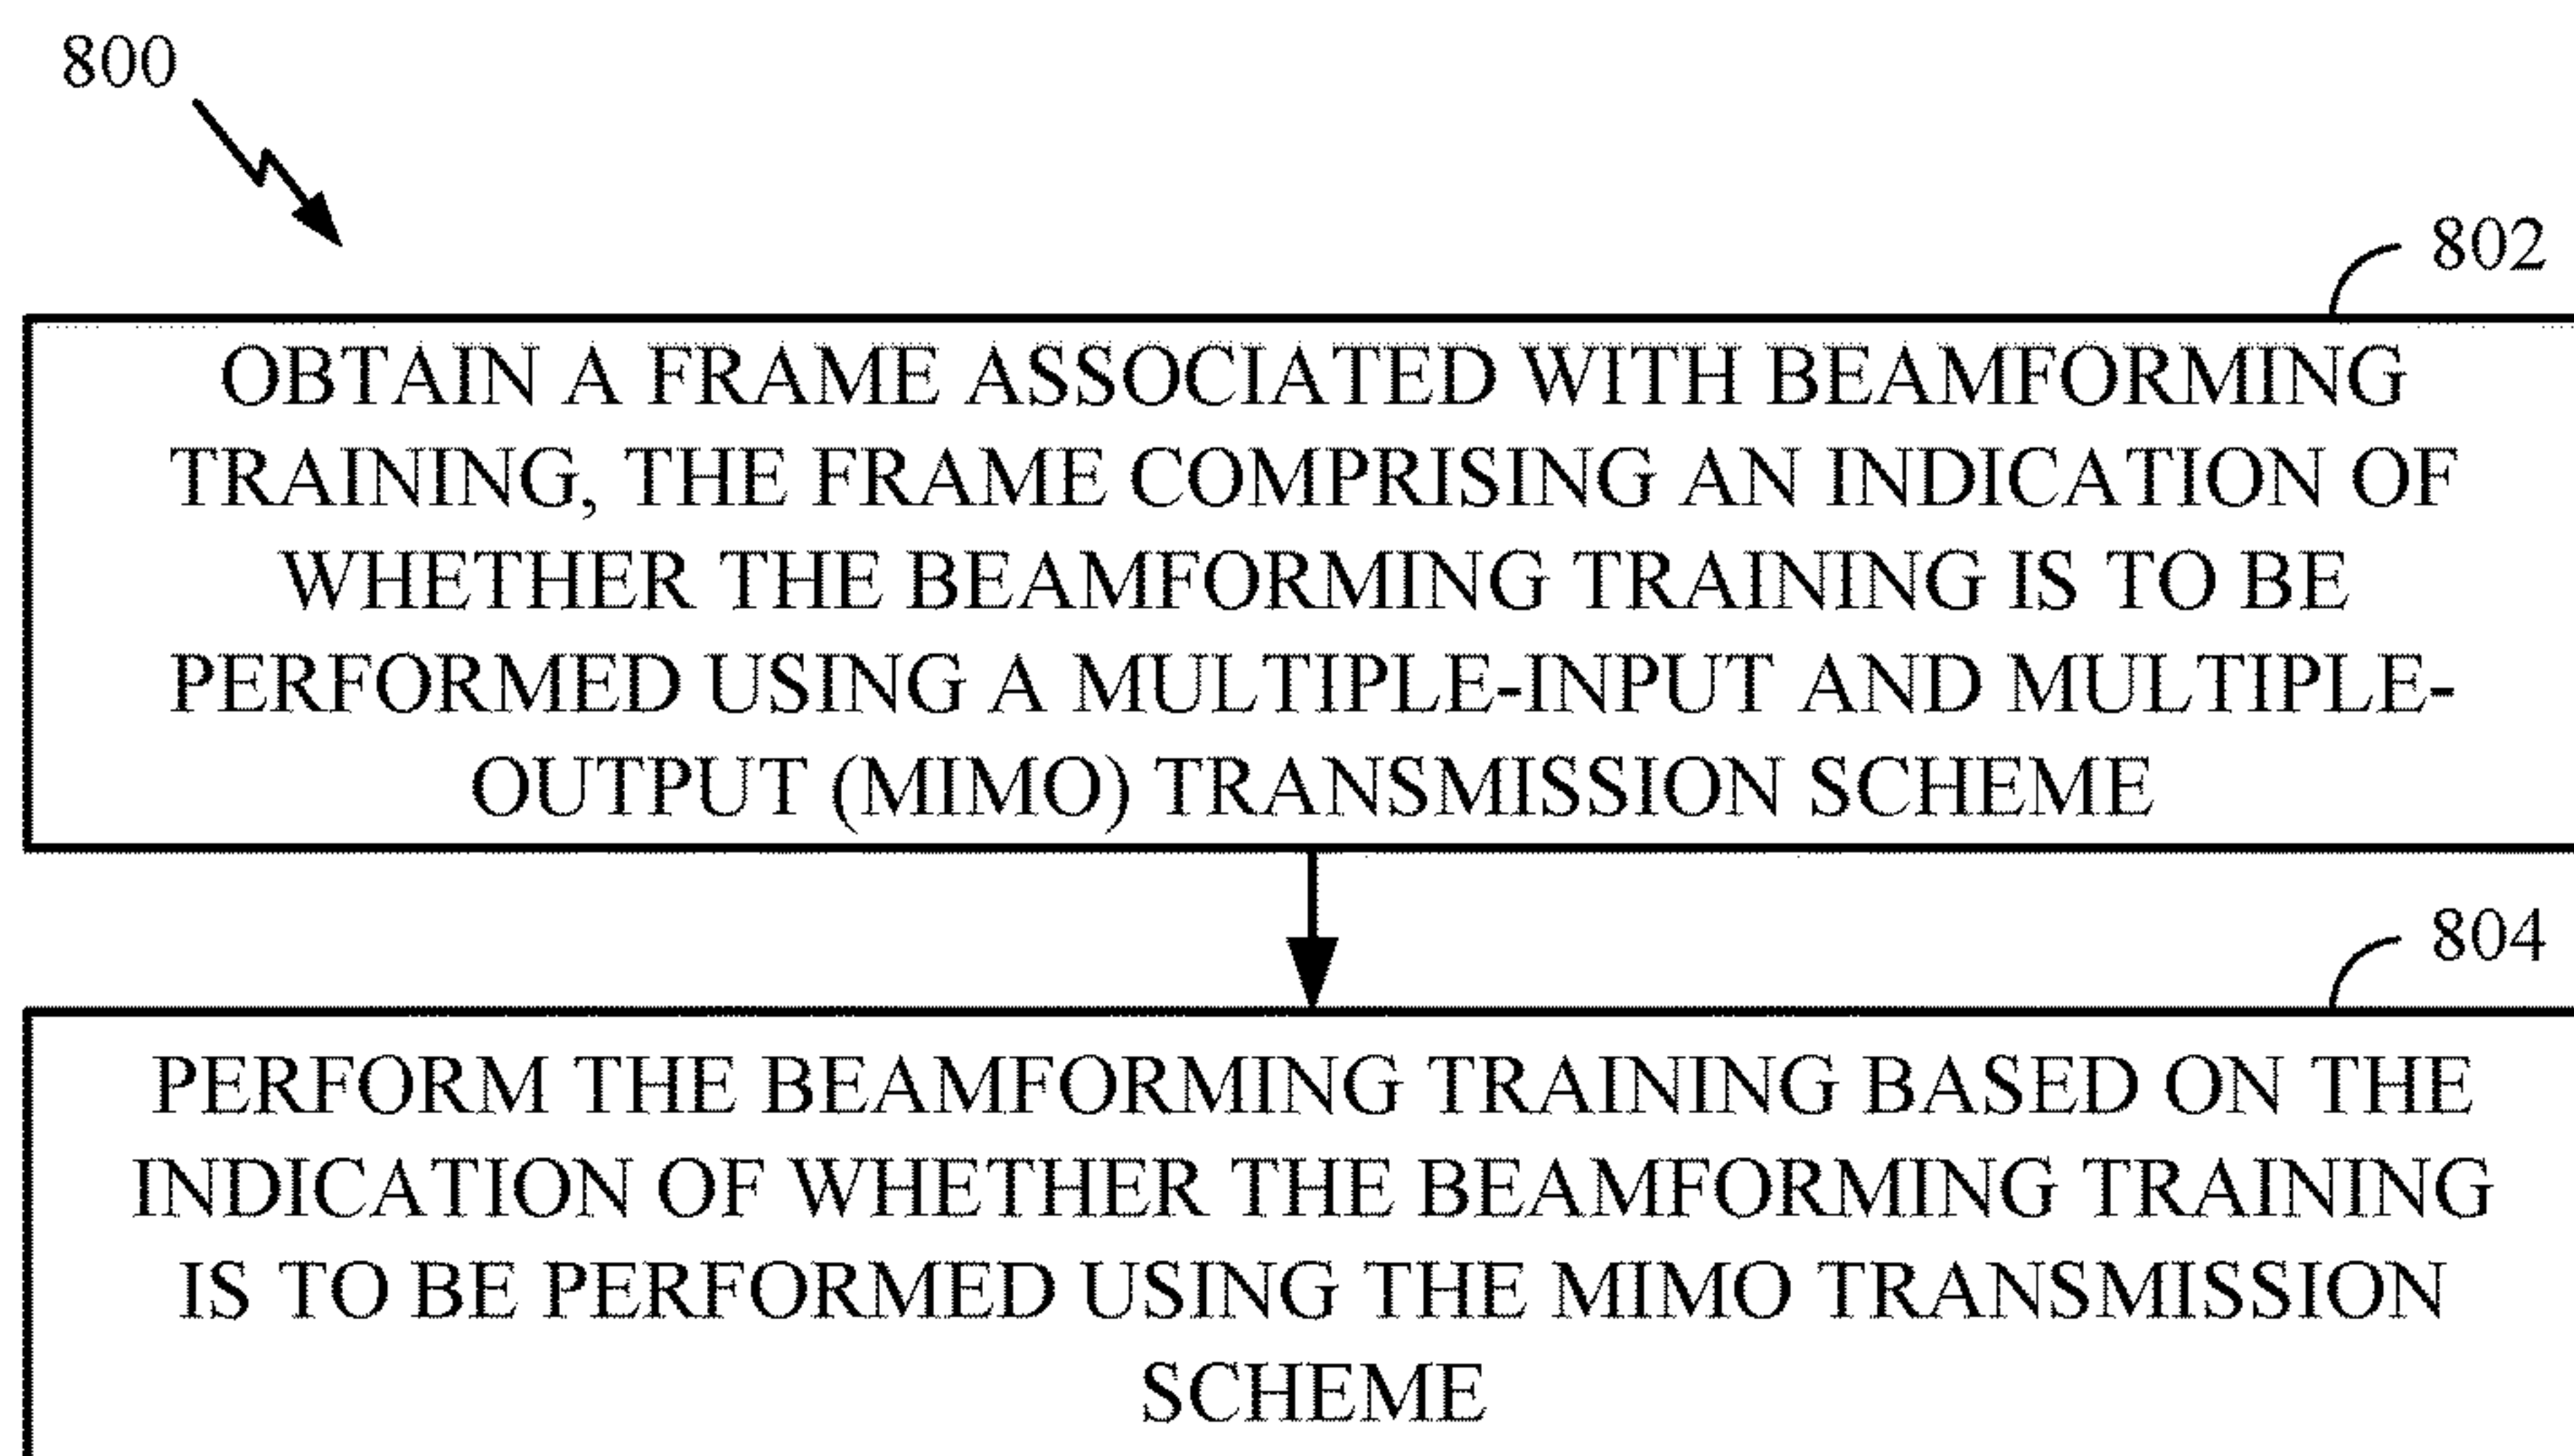 800
802
OBTAIN A FRAME ASSOCIATED WITH BEAMFORMING
TRAINING, THE FRAME COMPRISING AN INDICATION OF
WHETHER THE BEAMFORMING TRAINING IS TO BE
PERFORMED USING A MULTIPLE-INPUT AND MULTIPLE-
OUTPUT (MIMO) TRANSMISSION SCHEME
804
PERFORM THE BEAMFORMING TRAINING BASED ON THE
INDICATION OF WHETHER THE BEAMFORMING TRAINING
IS TO BE PERFORMED USING THE MIMO TRANSMISSION
SCHEME